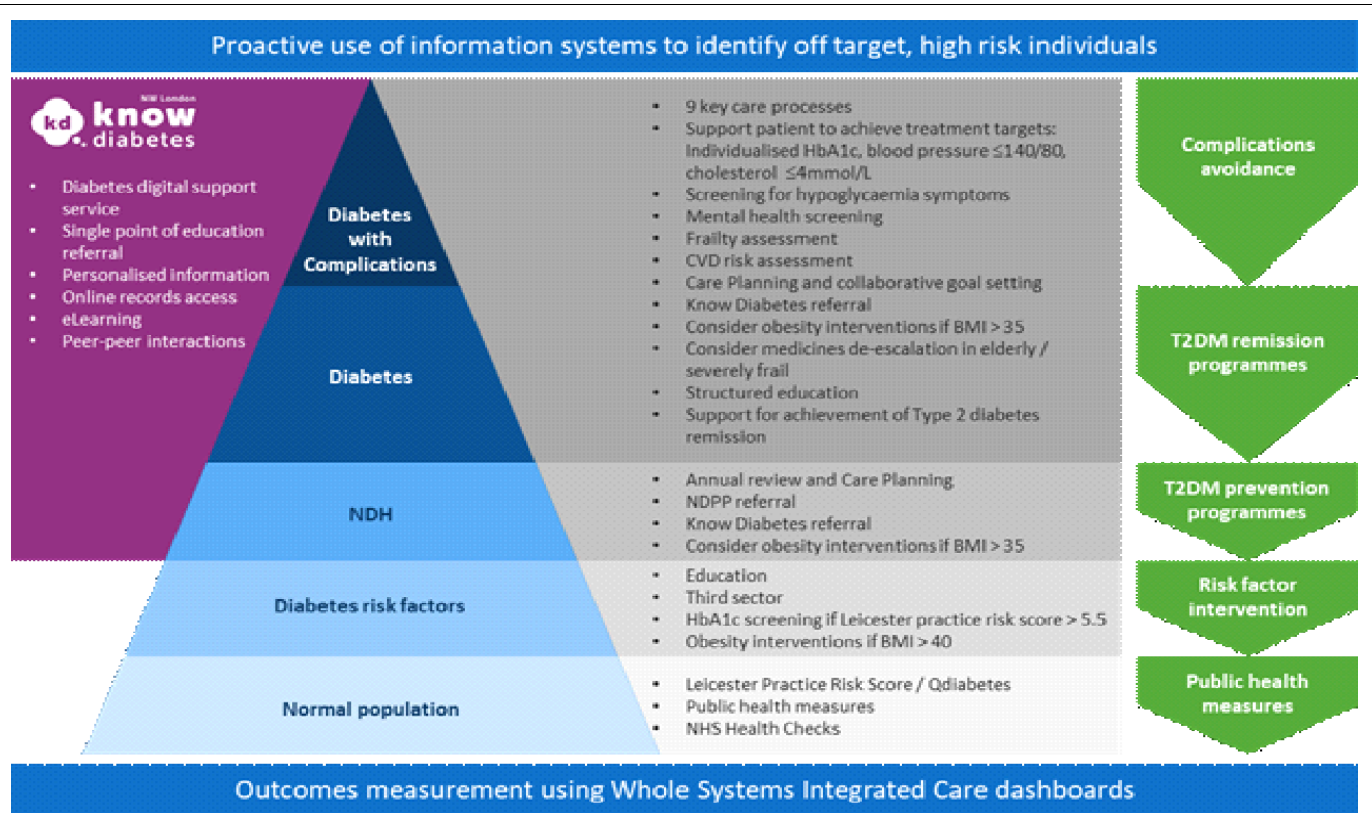 Proactive use of information systems to identify off target, high risk individuals
NW London
kd know
diabetes
• Diabetes digital support
service
• Single point of education
referral
• Personalised information
• Online records access
• eLearning
• Peer-peer interactions
Diabetes
with
Complications
Diabetes
NDH
Diabetes risk factors
Normal population
• 9 key care processes
• Support patient to achieve treatment targets:
Individualised HbA1c, blood pressure ≤140/80,
cholesterol ≤4mmol/L
• Screening for hypoglycaemia symptoms
• Mental health screening
• Frailty assessment
• CVD risk assessment
• Care Planning and collaborative goal setting
• Know Diabetes referral
• Consider obesity interventions if BMI > 35
• Consider medicines de-escalation in elderly /
severely frail
• Structured education
• Support for achievement of Type 2 diabetes
remission
• Annual review and Care Planning
• NDPP referral
• Know Diabetes referral
• Consider obesity interventions if BMI > 35
• Education
• Third sector
• HbA1c screening if Leicester practice risk score > 5.5
• Obesity interventions if BMI > 40
• Leicester Practice Risk Score / Qdiabetes
• Public health measures
• NHS Health Checks
Complications
avoidance
T2DM remission
programmes
T2DM prevention
programmes
Risk factor
intervention
Public health
measures
Outcomes measurement using Whole Systems Integrated Care dashboards